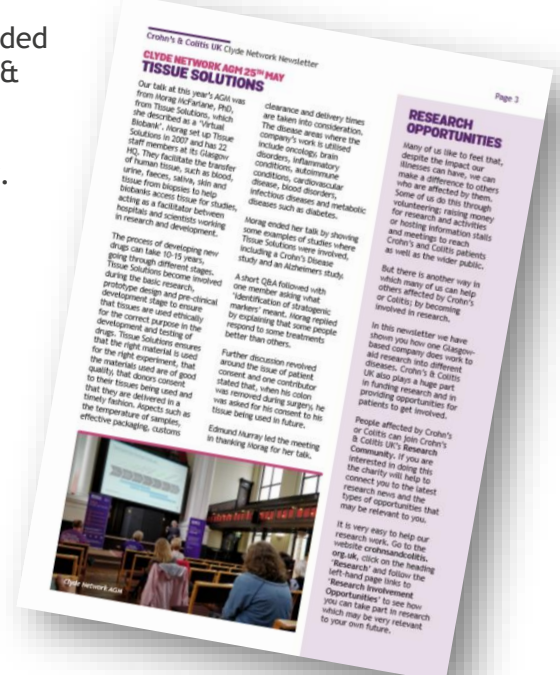 ded
&
.
Crohn's & Colitis UK Clyde Network Newsletter
Page 3
CLYDE NETWORK AGM 25TH MAY
TISSUE SOLUTIONS
Our talk at this year's AGM was
from Morag McFarlane, PhD,
from Tissue Solutions, which
she described as a 'Virtual
Biobank'. Morag set up Tissue
Solutions in 2007 and has 22
staff members at its Glasgow
HQ. They facilitate the transfer
of human tissue, such as blood,
urine, faeces, saliva, skin and
tissue from biopsies to help
biobanks access tissue for studies,
acting as a facilitator between
hospitals and scientists working
in research and development.
The process of developing new
drugs can take 10-15 years,
going through different stages.
Tissue Solutions become involved
during the basic research,
prototype design and pre-clinical
development stage to ensure
that tissues are used ethically
for the correct purpose in the
development and testing of
drugs. Tissue Solutions ensures
that the right material is used
for the right experiment, that
the materials used are of good
quality, that donors consent
to their tissues being used and
that they are delivered in a
timely fashion. Aspects such as
the temperature of samples,
effective packaging, customs
clearance and delivery times
are taken into consideration.
The disease areas where the
company's work is utilised
include oncology, brain
disorders, inflammatory
conditions, autoimmune
conditions, cardiovascular
disease, blood disorders,
infectious diseases and metabolic
diseases such as diabetes.
Morag ended her talk by showing
some examples of studies where
Tissue Solutions were involved,
including a Crohn's Disease
study and an Alzheimers study.
A short Q&A followed with
one member asking what
'identification of stratogenic
markers' meant. Morag replied
by explaining that some people
respond to some treatments
better than others.
Further discussion revolved
around the issue of patient
consent and one contributor
stated that, when his colon
was removed during surgery, he
was asked for his consent to his
tissue being used in future.
Edmund Murray led the meeting
in thanking Morag for her talk.
Clyde Network AGM
RESEARCH
OPPORTUNITIES
Many of us like to feel that,
despite the impact our
illnesses can have, we can
make a difference to others
who are affected by them.
Some of us do this through
volunteering; raising money
for research and activities
or hosting information stalls
and meetings to reach
Crohn's and Colitis patients
as well as the wider public.
But there is another way in
which many of us can help
others affected by Crohn's
or Colitis; by becoming
involved in research.
In this newsletter we have
shown you how one Glasgow-
based company does work to
aid research into different
diseases. Crohn's & Colitis
UK also plays a huge part
in funding research and in
providing opportunities for
patients to get involved.
People affected by Crohn's
or Colitis can join Crohn's
& Colitis UK's Research
Community. If you are
interested in doing this
the charity will help to
connect you to the latest
research news and the
types of opportunities that
may be relevant to you.
It is very easy to help our
research work. Go to the
website crohnsandcolitis.
org.uk, click on the heading
'Research' and follow the
left-hand page links to
'Research Involvement
Opportunities' to see how
you can take part in research
which may be very relevant
to your own future.